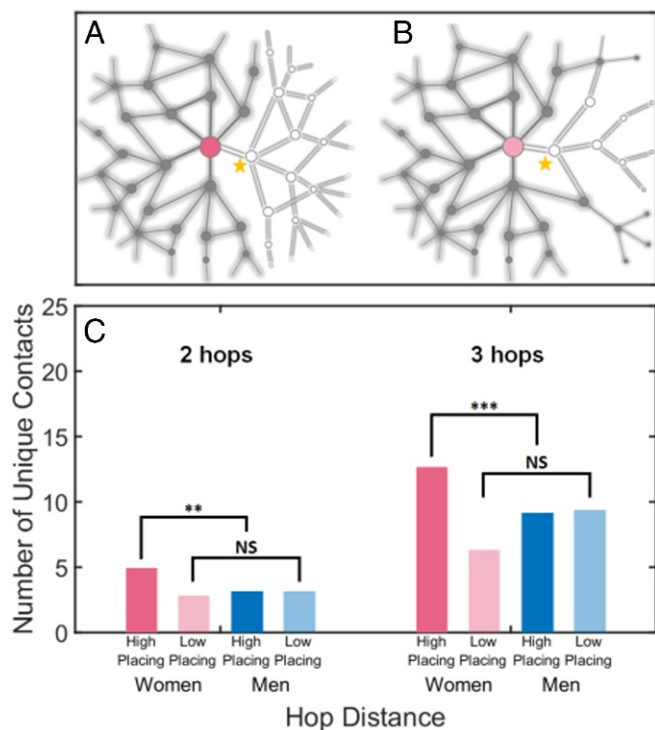 A
B
C
25
20
15
10
5
0
Number of Unique Contacts
2 hops
3 hops
**
NS
***
NS
High Placing
Low Placing
High Placing
Low Placing
High Placing
Low Placing
High Placing
Low Placing
Women
Men
Women
Men
Hop Distance